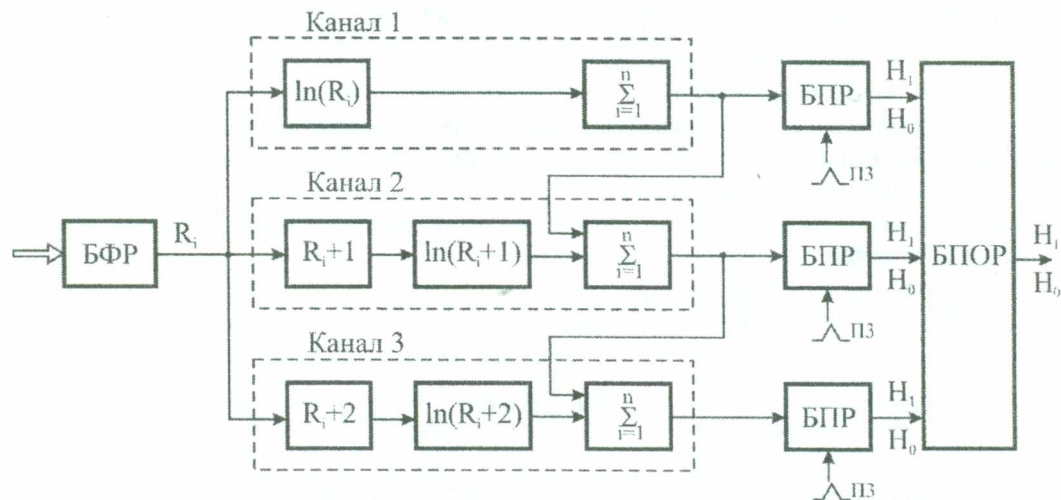 Канал 1
ln(Rᵢ)
n
Σ
i=1
БПР
H₁
H₀
ПЗ
Канал 2
БФР
Rᵢ
Rᵢ+1
ln(Rᵢ+1)
n
Σ
i=1
БПР
H₁
H₀
ПЗ
БПОР
H₁
H₀
Канал 3
Rᵢ+2
ln(Rᵢ+2)
n
Σ
i=1
БПР
H₁
H₀
ПЗ